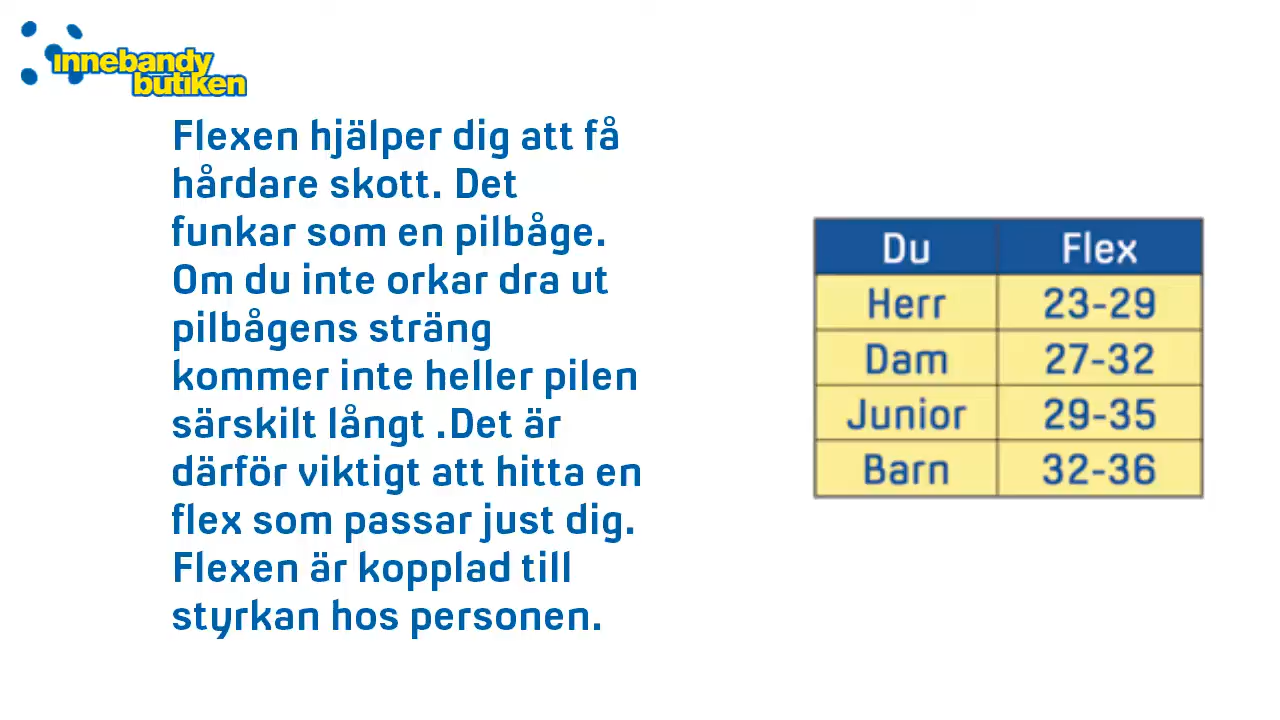 innebandy
butiken
Flexen hjälper dig att få
hårdare skott. Det
funkar som en pilbåge.
Om du inte orkar dra ut
pilbågens sträng
kommer inte heller pilen
särskilt långt .Det är
därför viktigt att hitta en
flex som passar just dig.
Flexen är kopplad till
styrkan hos personen.
Du Flex
Herr 23-29
Dam 27-32
Junior 29-35
Barn 32-36